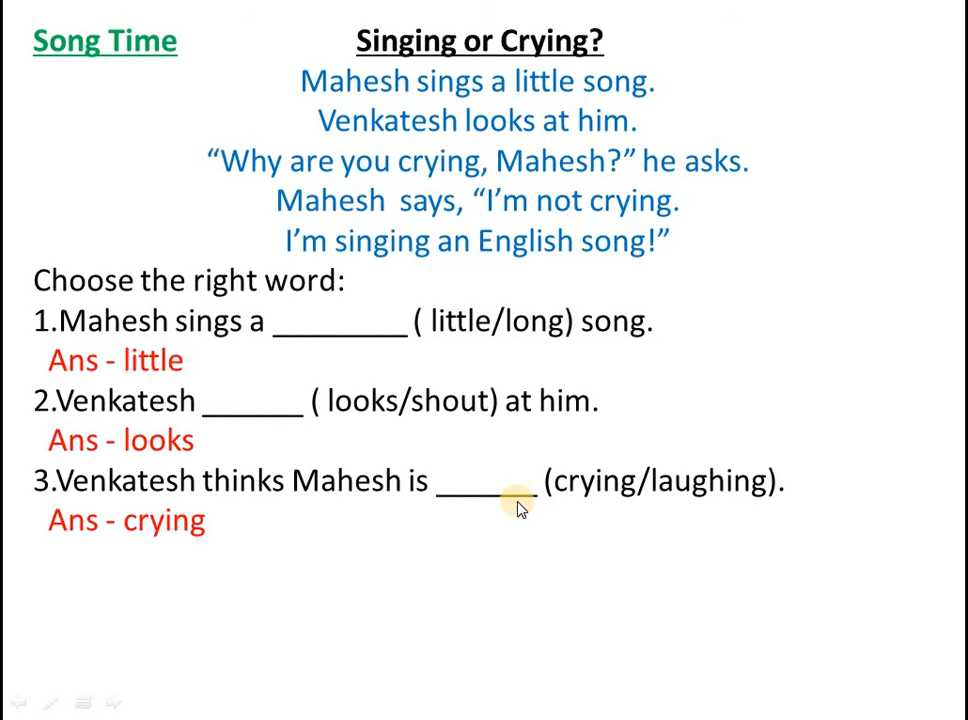 Song Time Singing or Crying?
Mahesh sings a little song.
Venkatesh looks at him.
“Why are you crying, Mahesh?” he asks.
Mahesh  says, “I’m not crying.
I’m singing an English song!”
Choose the right word:
1.Mahesh sings a ________ ( little/long) song.
Ans - little
2.Venkatesh ______ ( looks/shout) at him.
Ans - looks
3.Venkatesh thinks Mahesh is ______ (crying/laughing).
Ans - crying